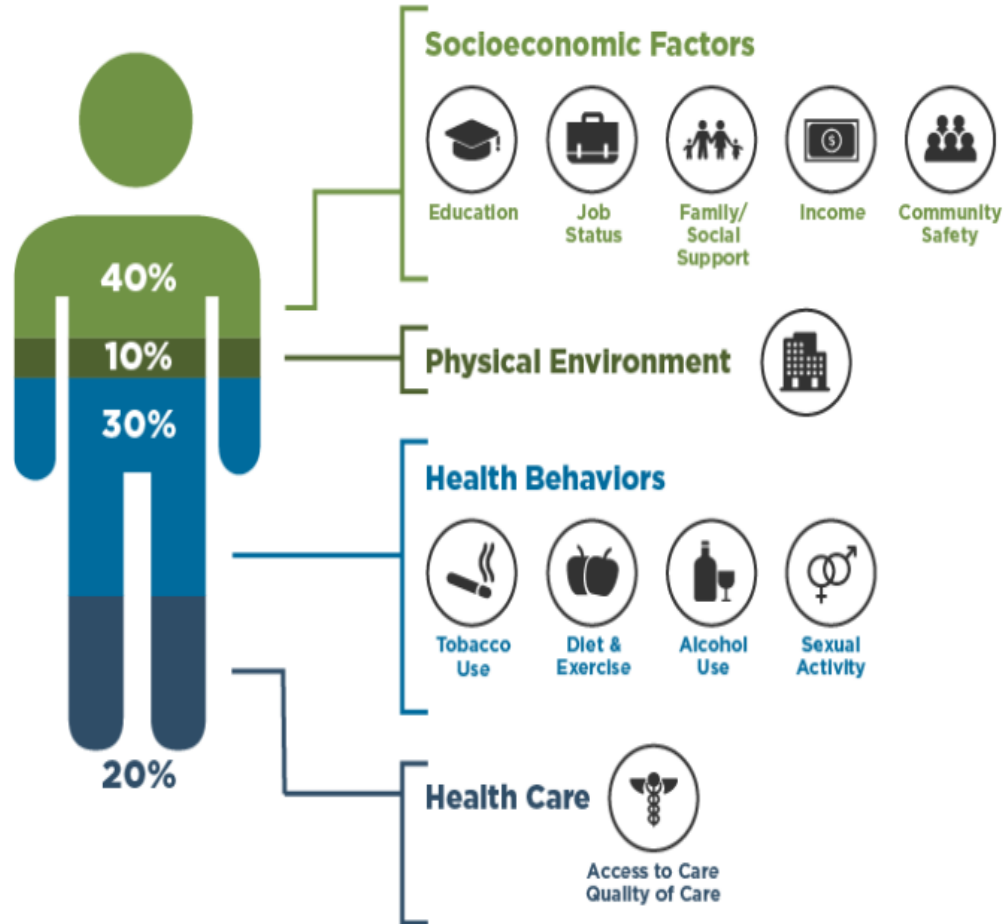 Socioeconomic Factors
Education
Job
Status
Family/
Social
Support
Income
Community
Safety
40%
10%
Physical Environment
30%
Health Behaviors
Tobacco
Use
Diet &
Exercise
Alcohol
Use
Sexual
Activity
20%
Health Care
Access to Care
Quality of Care
$